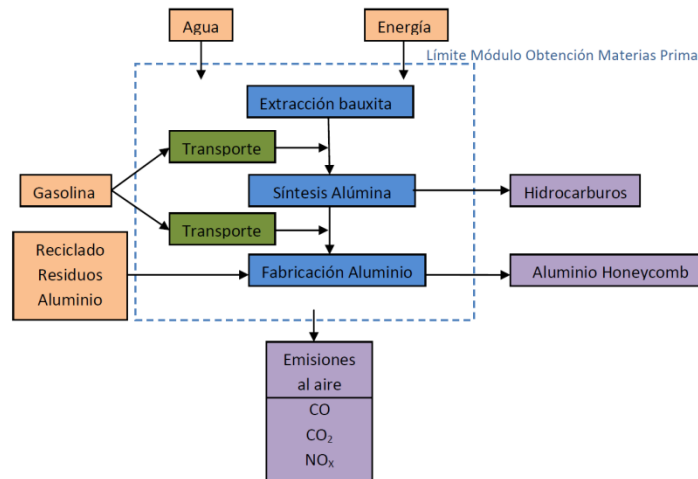 Agua
Energía
Límite Módulo Obtención Materias Prima
Extracción bauxita
Transporte
Gasolina
Síntesis Alúmina
Hidrocarburos
Transporte
Reciclado
Residuos
Aluminio
Fabricación Aluminio
Aluminio Honeycomb
Emisiones
al aire
CO
CO₂
NOₓ